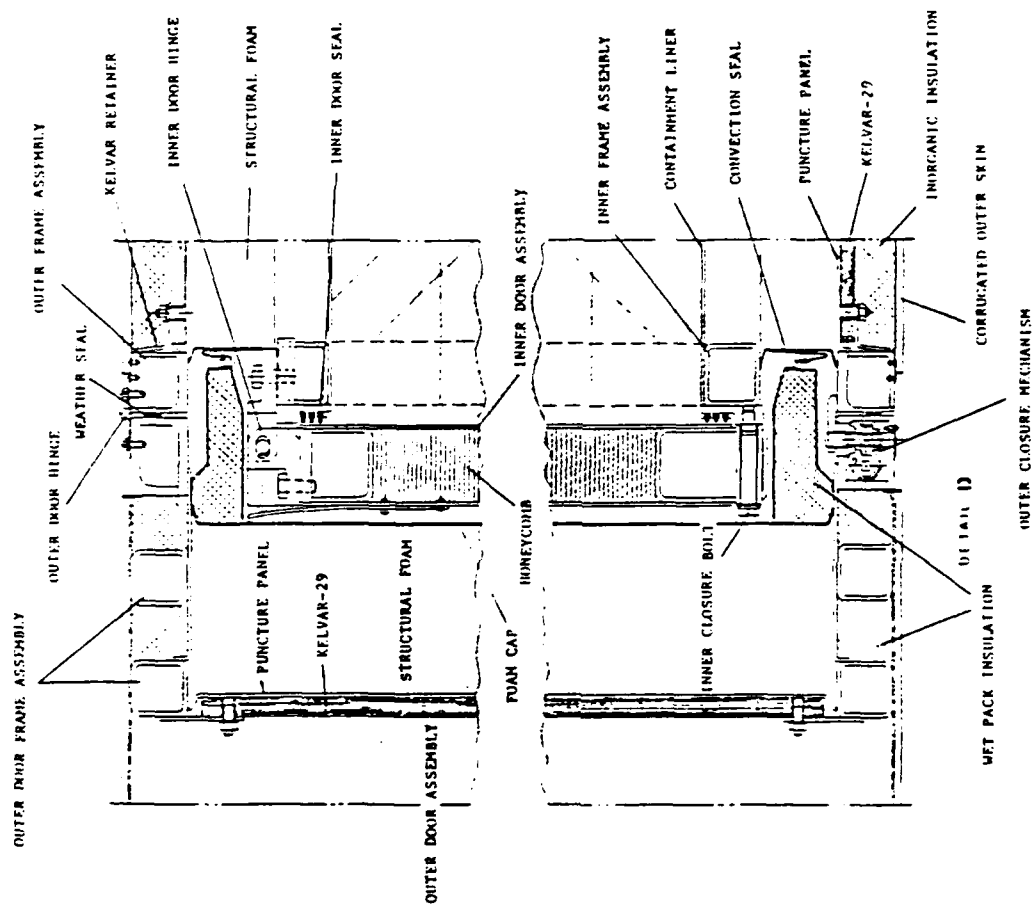 OUTER DOOR FRAME ASSEMBLY
OUTER DOOR HINGE
WEATHER SEAL
OUTER FRAME ASSEMBLY
KELVAR RETAINER
INNER DOOR HINGE
STRUCTURAL FOAM
INNER DOOR SEAL
PUNCTURE PANEL
KELVAR-29
STRUCTURAL FOAM
OUTER DOOR ASSEMBLY
FOAM CAP
HONEYCOMB
INNER DOOR ASSEMBLY
INNER FRAME ASSEMBLY
CONTAINMENT LINER
CONVECTION SEAL
PUNCTURE PANEL
KELVAR-29
INORGANIC INSULATION
CORRUGATED OUTER SKIN
INNER CLOSURE BOLT
DETAIL D
OUTER CLOSURE MECHANISM
WET PACK INSULATION